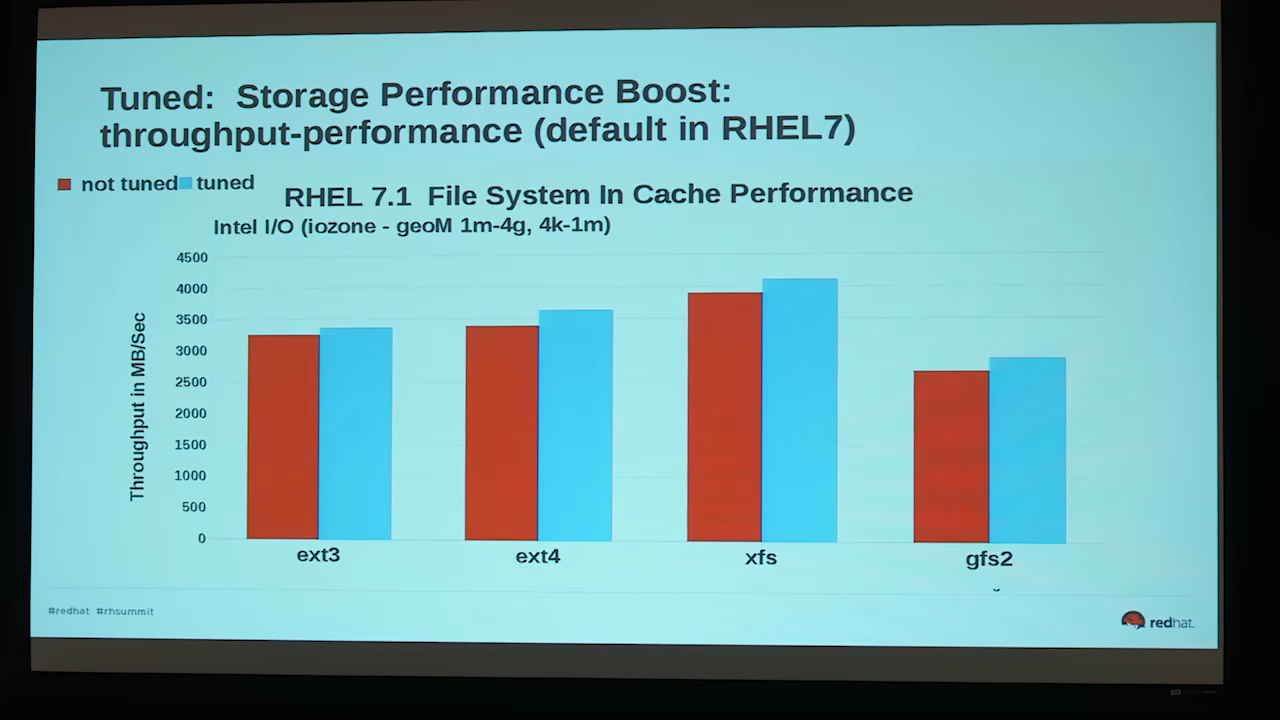 Tuned: Storage Performance Boost:
throughput-performance (default in RHEL7)
not tuned tuned
RHEL 7.1 File System In Cache Performance
Intel I/O (iozone - geoM 1m-4g, 4k-1m)
Throughput in MB/Sec
4500
4000
3500
3000
2500
2000
1500
1000
500
0
ext3
ext4
xfs
gfs2
#redhat #rhsummit
redhat.